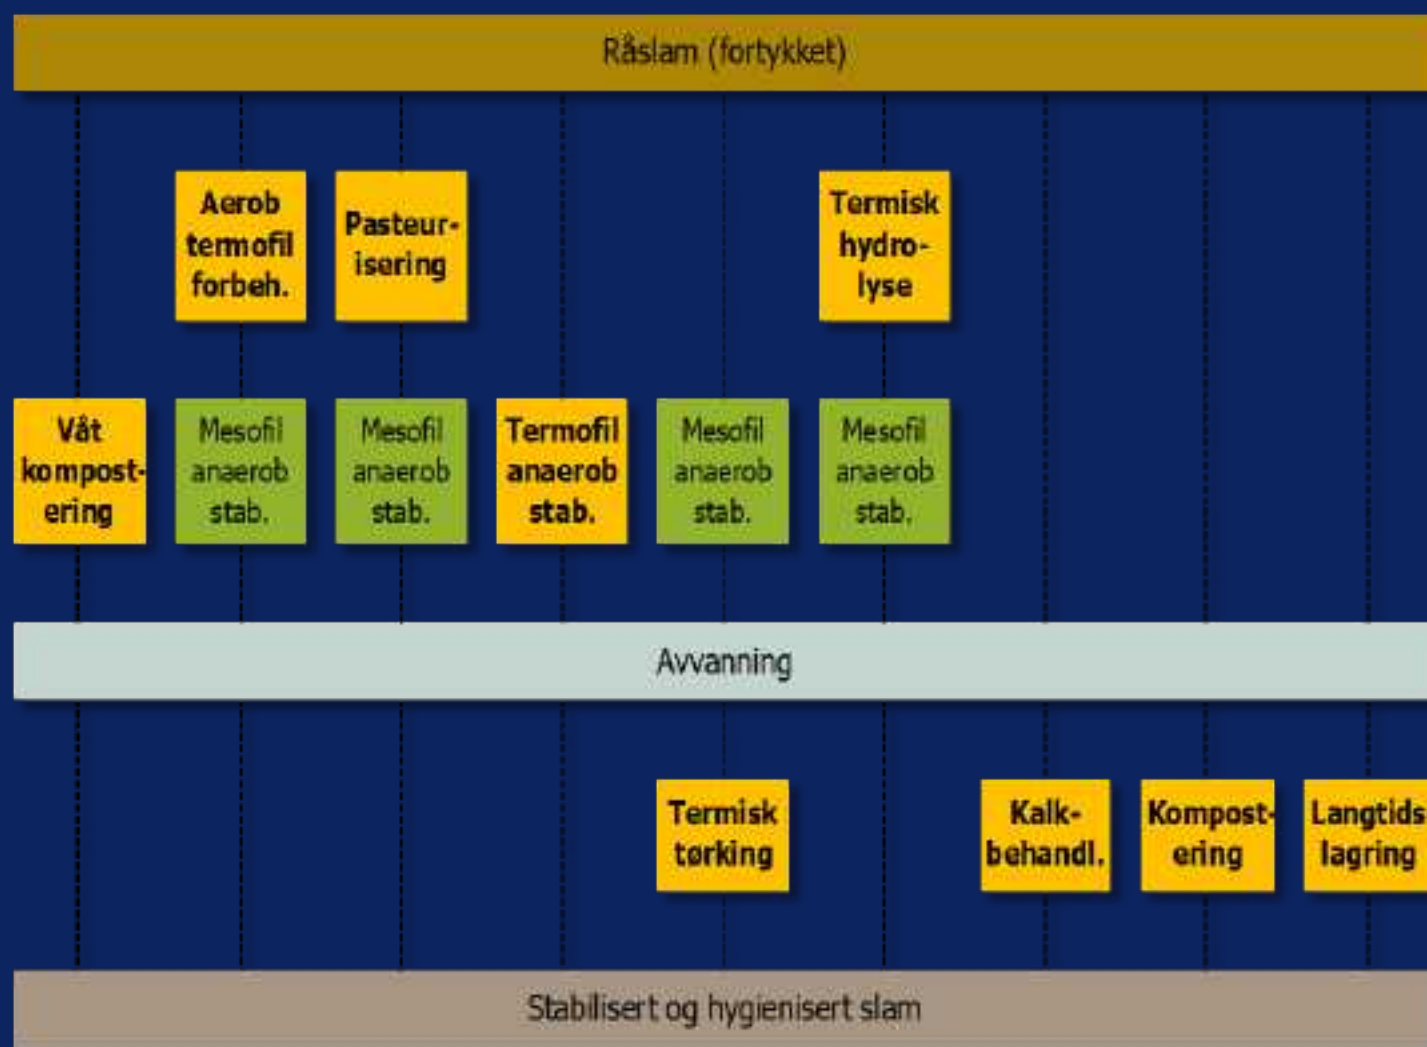 Råslam (fortykket)
Aerob
termofil
forbeh.
Pasteur-
isering
Termisk
hydro-
lyse
Våt
kompost-
ering
Mesofil
anaerob
stab.
Mesofil
anaerob
stab.
Termofil
anaerob
stab.
Mesofil
anaerob
stab.
Mesofil
anaerob
stab.
Avvanning
Termisk
tørking
Kalk-
behandl.
Kompost-
ering
Langtids
lagring
Stabilisert og hygienisert slam